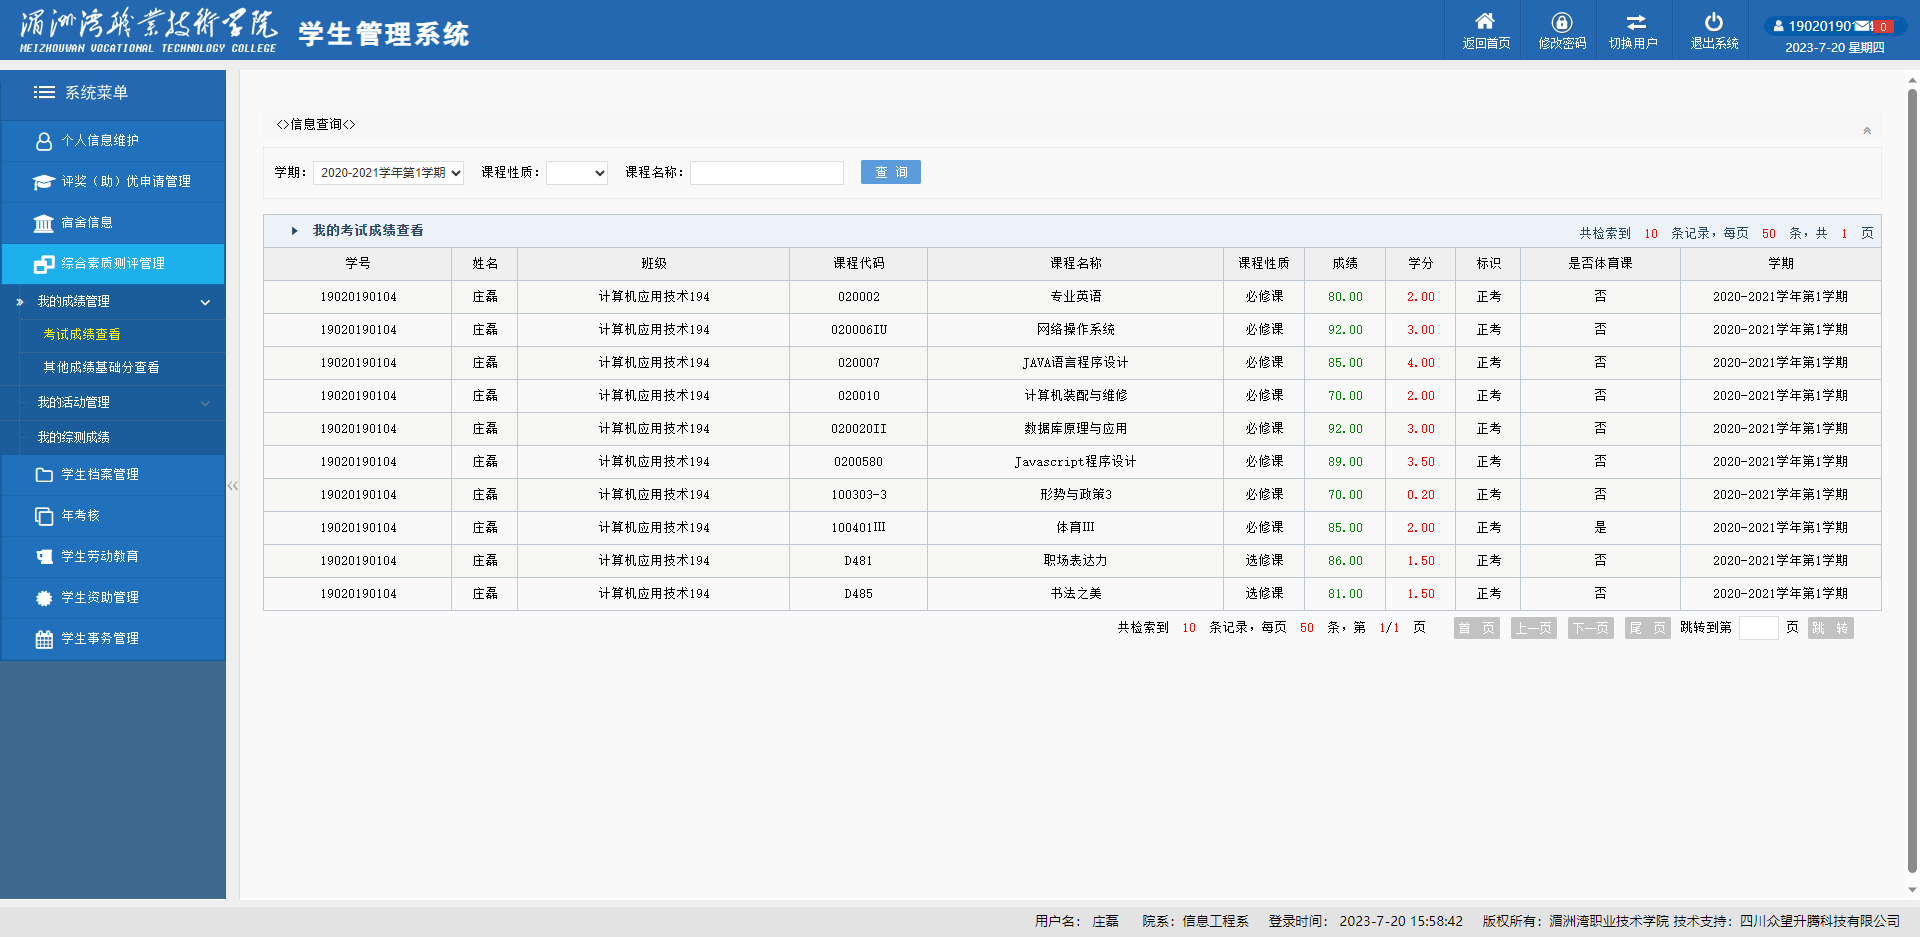 湄洲湾职业技术学院 学生管理系统
MEIZHOUWAN VOCATIONAL TECHNOLOGY COLLEGE
返回首页 修改密码 切换用户 退出系统 1902019010 4 0
2023-7-20 星期四
系统菜单
个人信息维护
评奖（助）优申请管理
宿舍信息
综合素质测评管理
» 我的成绩管理
考试成绩查看
其他成绩基础分查看
我的活动管理
我的综测成绩
学生档案管理
年考核
学生劳动教育
学生资助管理
学生事务管理
<>信息查询<>
学期： 2020-2021学年第1学期 课程性质： 课程名称： 查 询
我的考试成绩查看 共检索到 10 条记录，每页 50 条，共 1 页
学号 姓名 班级 课程代码 课程名称 课程性质 成绩 学分 标识 是否体育课 学期
19020190104 庄磊 计算机应用技术194 020002 专业英语 必修课 80.00 2.00 正考 否 2020-2021学年第1学期
19020190104 庄磊 计算机应用技术194 020006IU 网络操作系统 必修课 92.00 3.00 正考 否 2020-2021学年第1学期
19020190104 庄磊 计算机应用技术194 020007 JAVA语言程序设计 必修课 85.00 4.00 正考 否 2020-2021学年第1学期
19020190104 庄磊 计算机应用技术194 020010 计算机装配与维修 必修课 70.00 2.00 正考 否 2020-2021学年第1学期
19020190104 庄磊 计算机应用技术194 020020II 数据库原理与应用 必修课 92.00 3.00 正考 否 2020-2021学年第1学期
19020190104 庄磊 计算机应用技术194 0200580 Javascript程序设计 必修课 89.00 3.50 正考 否 2020-2021学年第1学期
19020190104 庄磊 计算机应用技术194 100303-3 形势与政策3 必修课 70.00 0.20 正考 否 2020-2021学年第1学期
19020190104 庄磊 计算机应用技术194 100401III 体育III 必修课 85.00 2.00 正考 是 2020-2021学年第1学期
19020190104 庄磊 计算机应用技术194 D481 职场表达力 选修课 86.00 1.50 正考 否 2020-2021学年第1学期
19020190104 庄磊 计算机应用技术194 D485 书法之美 选修课 81.00 1.50 正考 否 2020-2021学年第1学期
共检索到 10 条记录，每页 50 条，第 1/1 页 首 页 上一页 下一页 尾 页 跳转到第 页 跳 转
用户名： 庄磊 院系：信息工程系 登录时间： 2023-7-20 15:58:42 版权所有：湄洲湾职业技术学院 技术支持：四川众望升腾科技有限公司